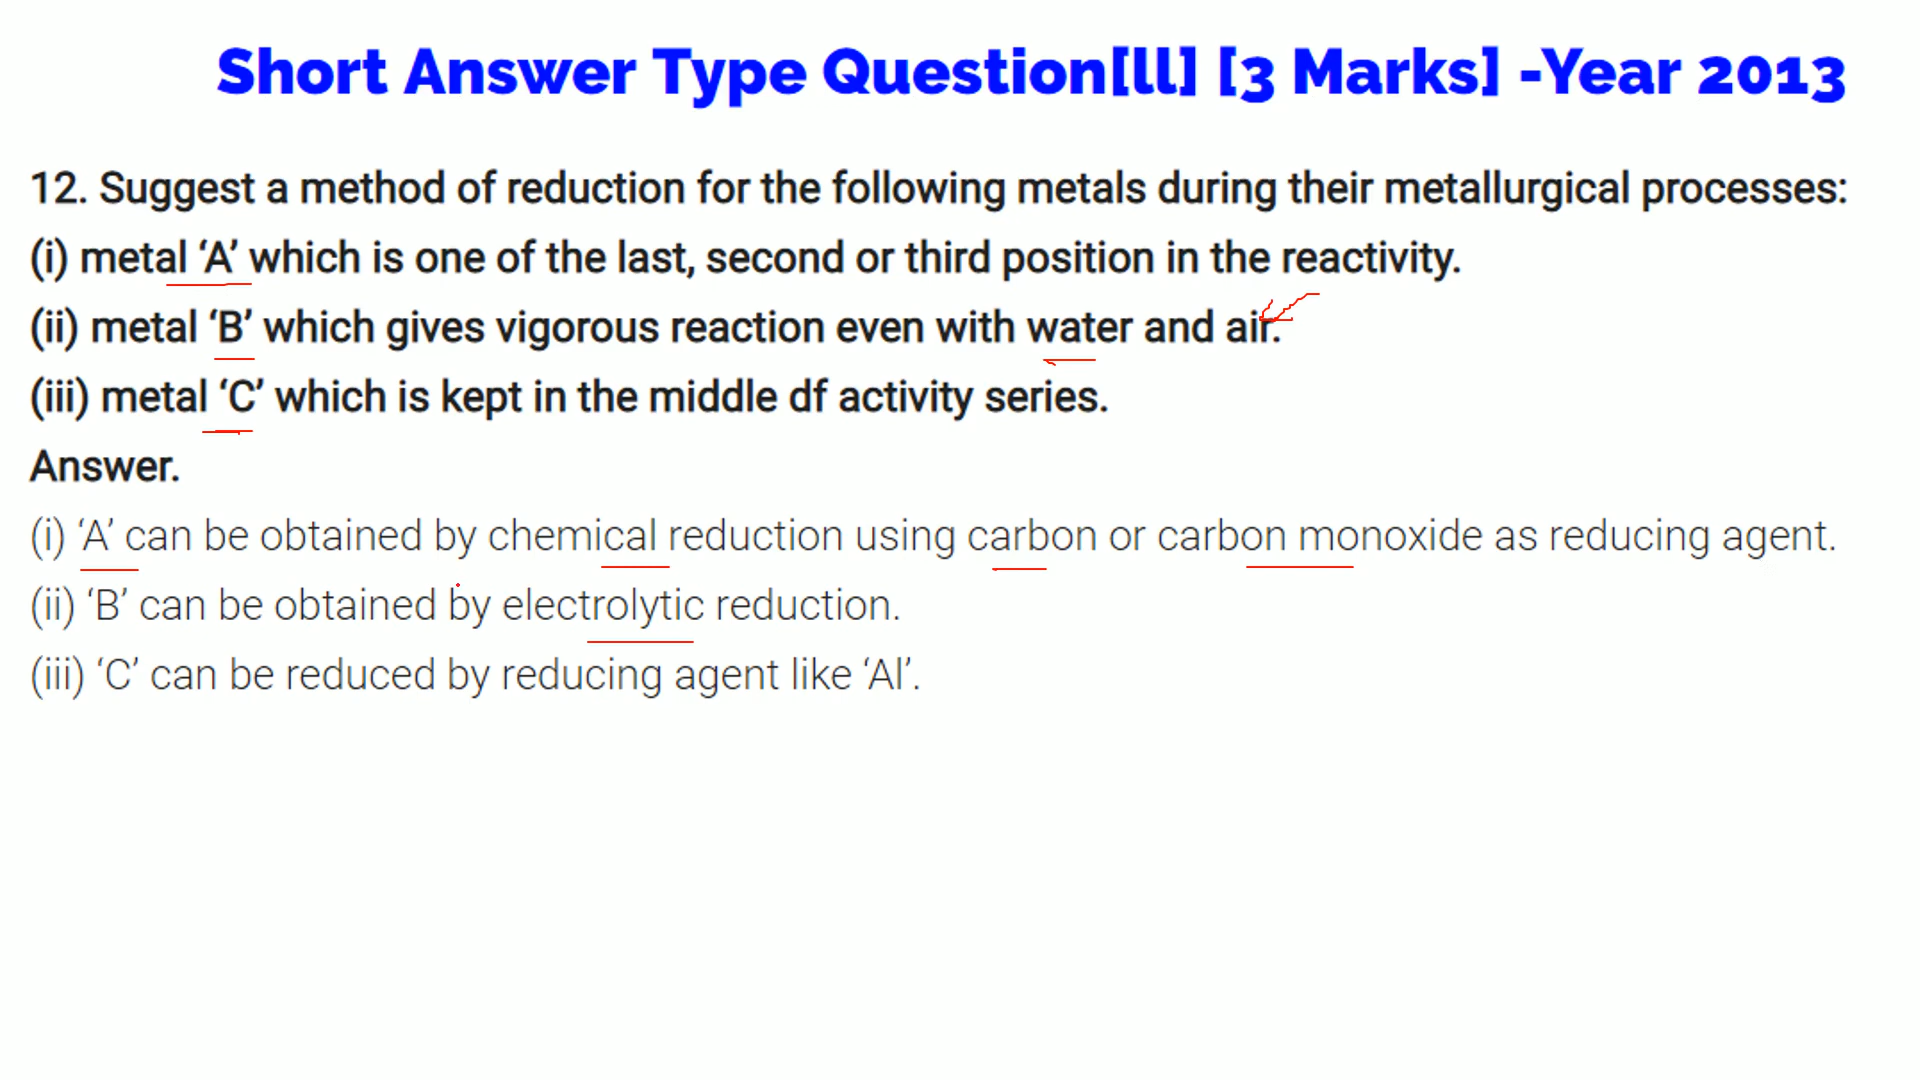 Short Answer Type Question[ll] [3 Marks] -Year 2013
12. Suggest a method of reduction for the following metals during their metallurgical processes:
(i) metal ‘A’ which is one of the last, second or third position in the reactivity.
(ii) metal ‘B’ which gives vigorous reaction even with water and air.
(iii) metal ‘C’ which is kept in the middle df activity series.
Answer.
(i) ‘A’ can be obtained by chemical reduction using carbon or carbon monoxide as reducing agent.
(ii) ‘B’ can be obtained by electrolytic reduction.
(iii) ‘C’ can be reduced by reducing agent like ‘Al’.